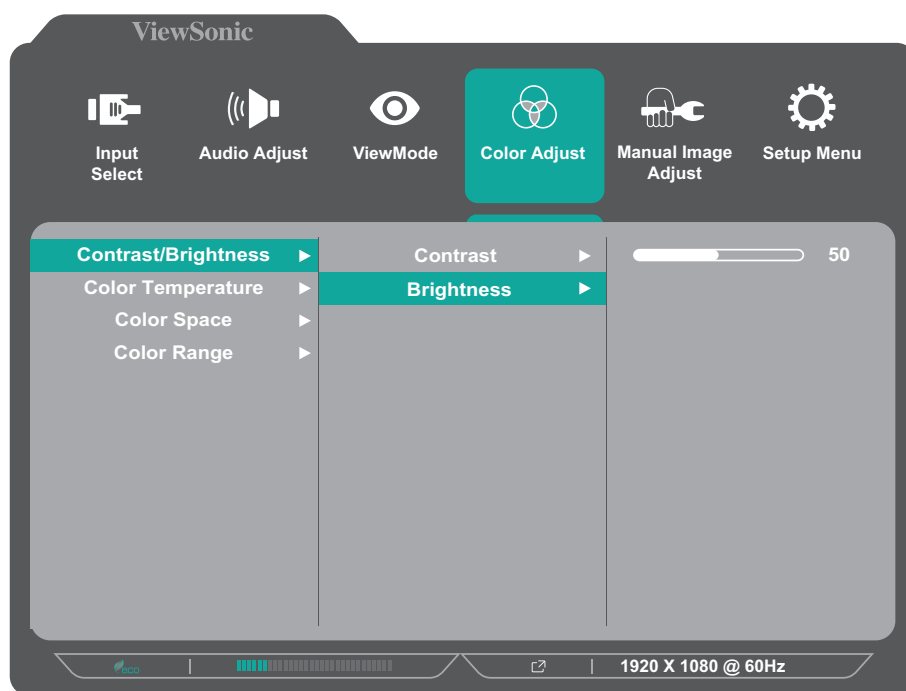 ViewSonic
Input Select
Audio Adjust
ViewMode
Color Adjust
Manual Image Adjust
Setup Menu
Contrast/Brightness
Color Temperature
Color Space
Color Range
Contrast
Brightness
50
eco
1920 X 1080 @ 60Hz